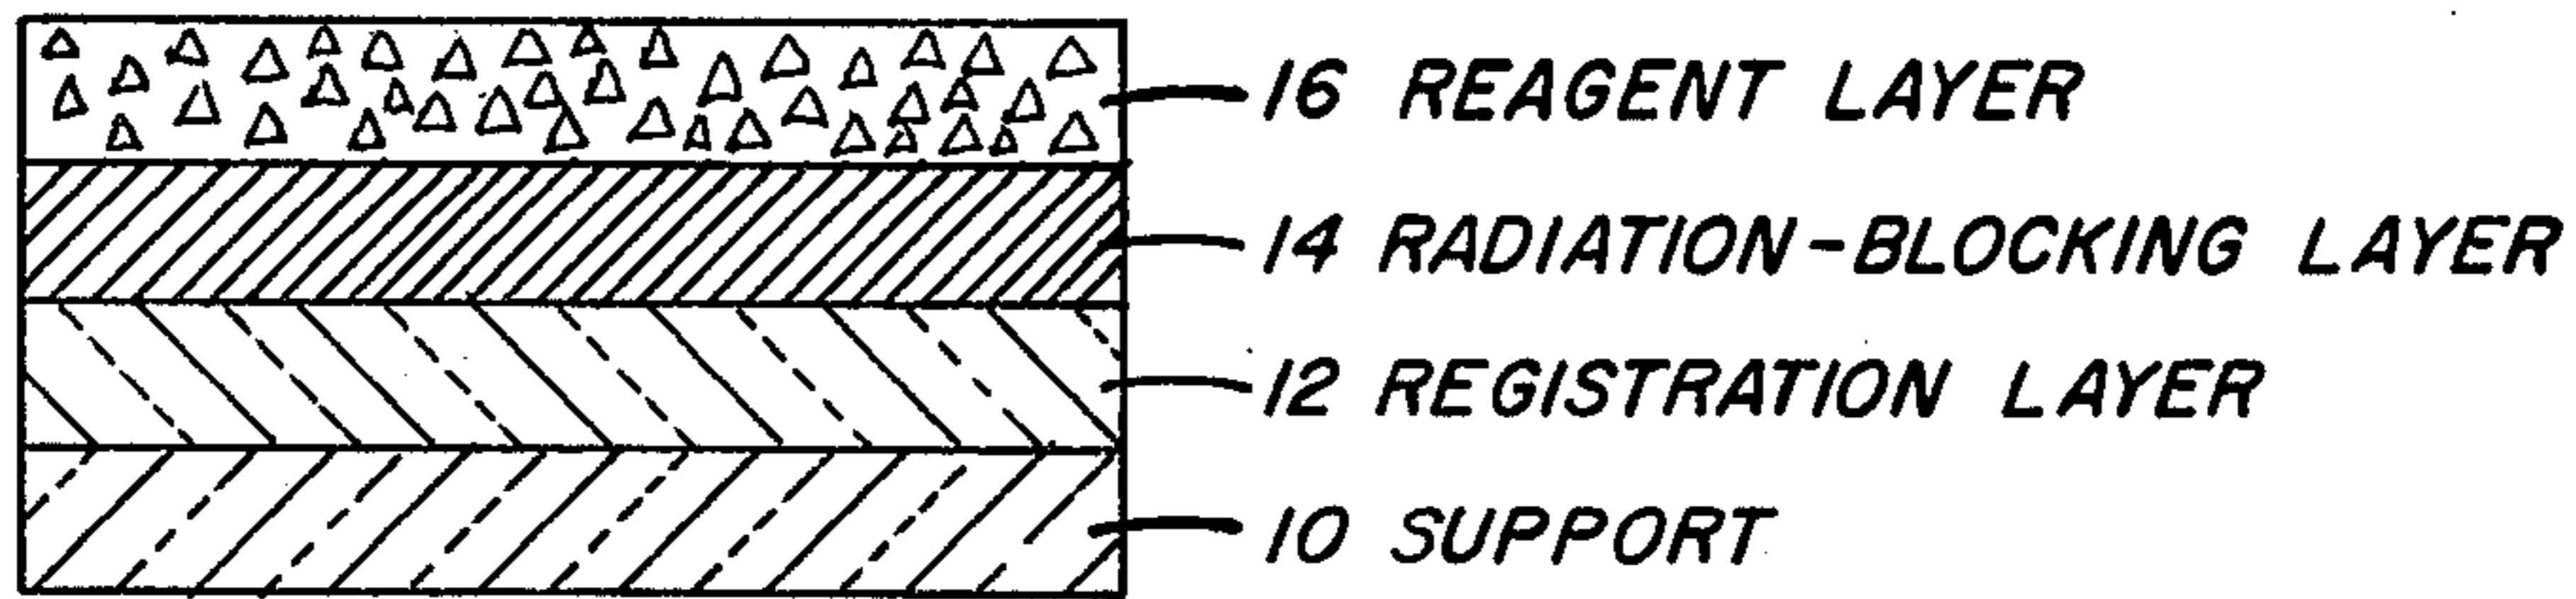 16 REAGENT LAYER
14 RADIATION-BLOCKING LAYER
12 REGISTRATION LAYER
10 SUPPORT